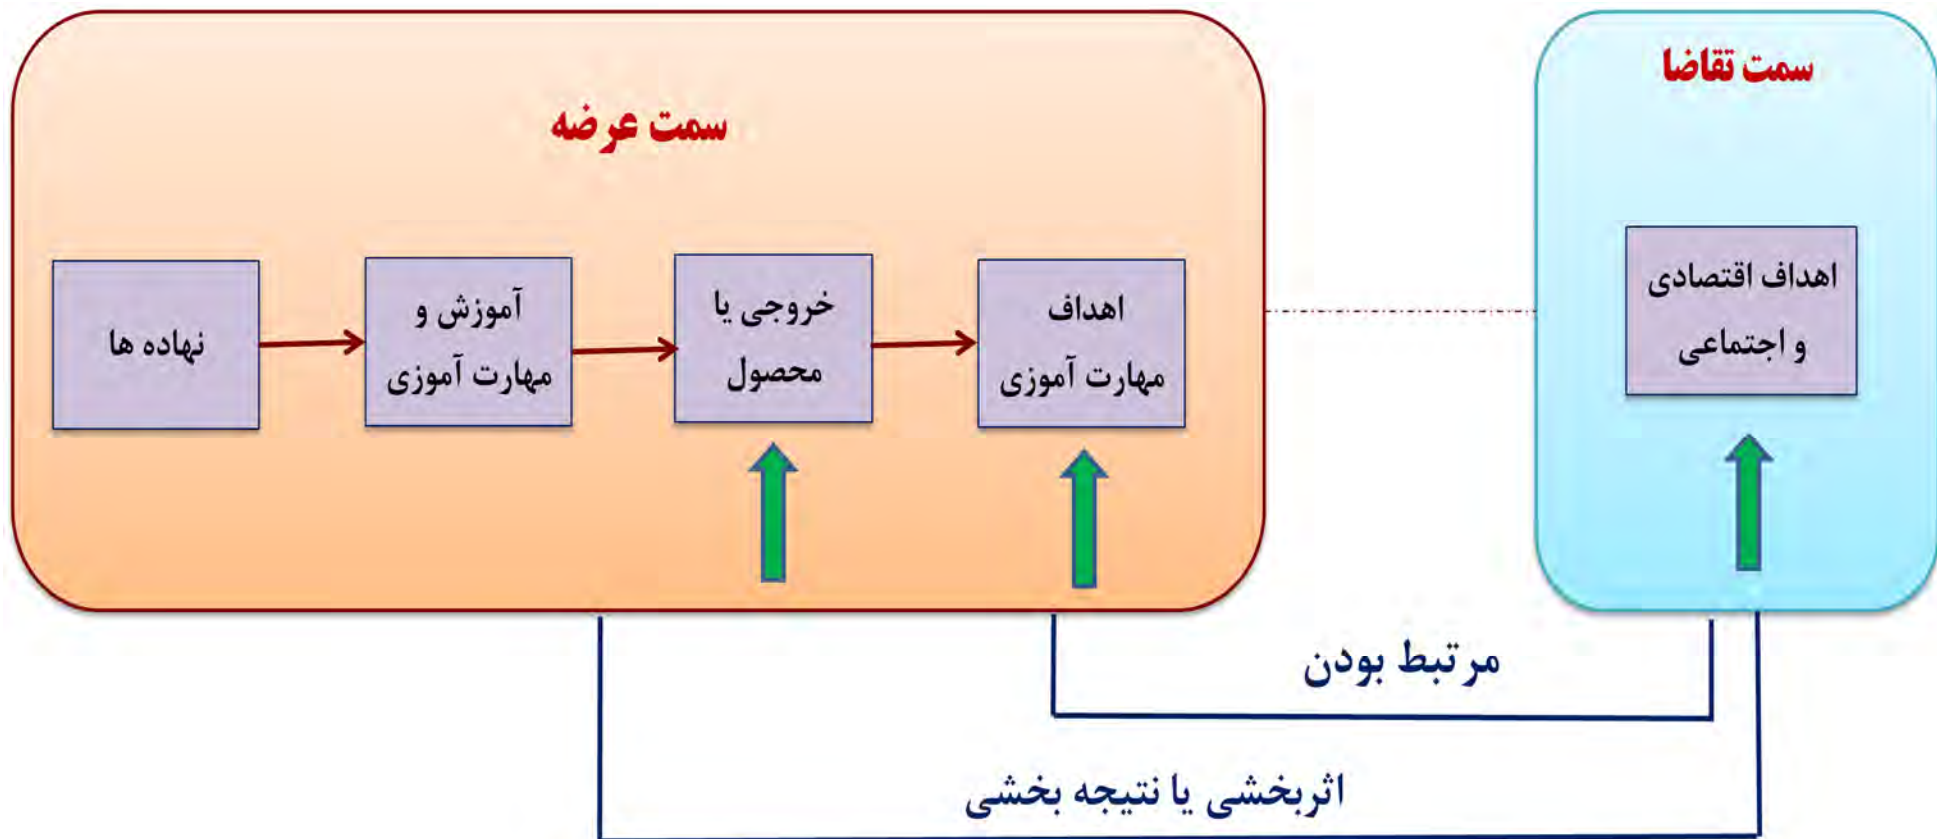 سمت تقاضا
سمت عرضه
اهداف اقتصادی
و اجتماعی
نهاده ها
آموزش و
مهارت آموزی
خروجی یا
محصول
اهداف
مهارت آموزی
مرتبط بودن
اثربخشی یا نتیجه بخشی